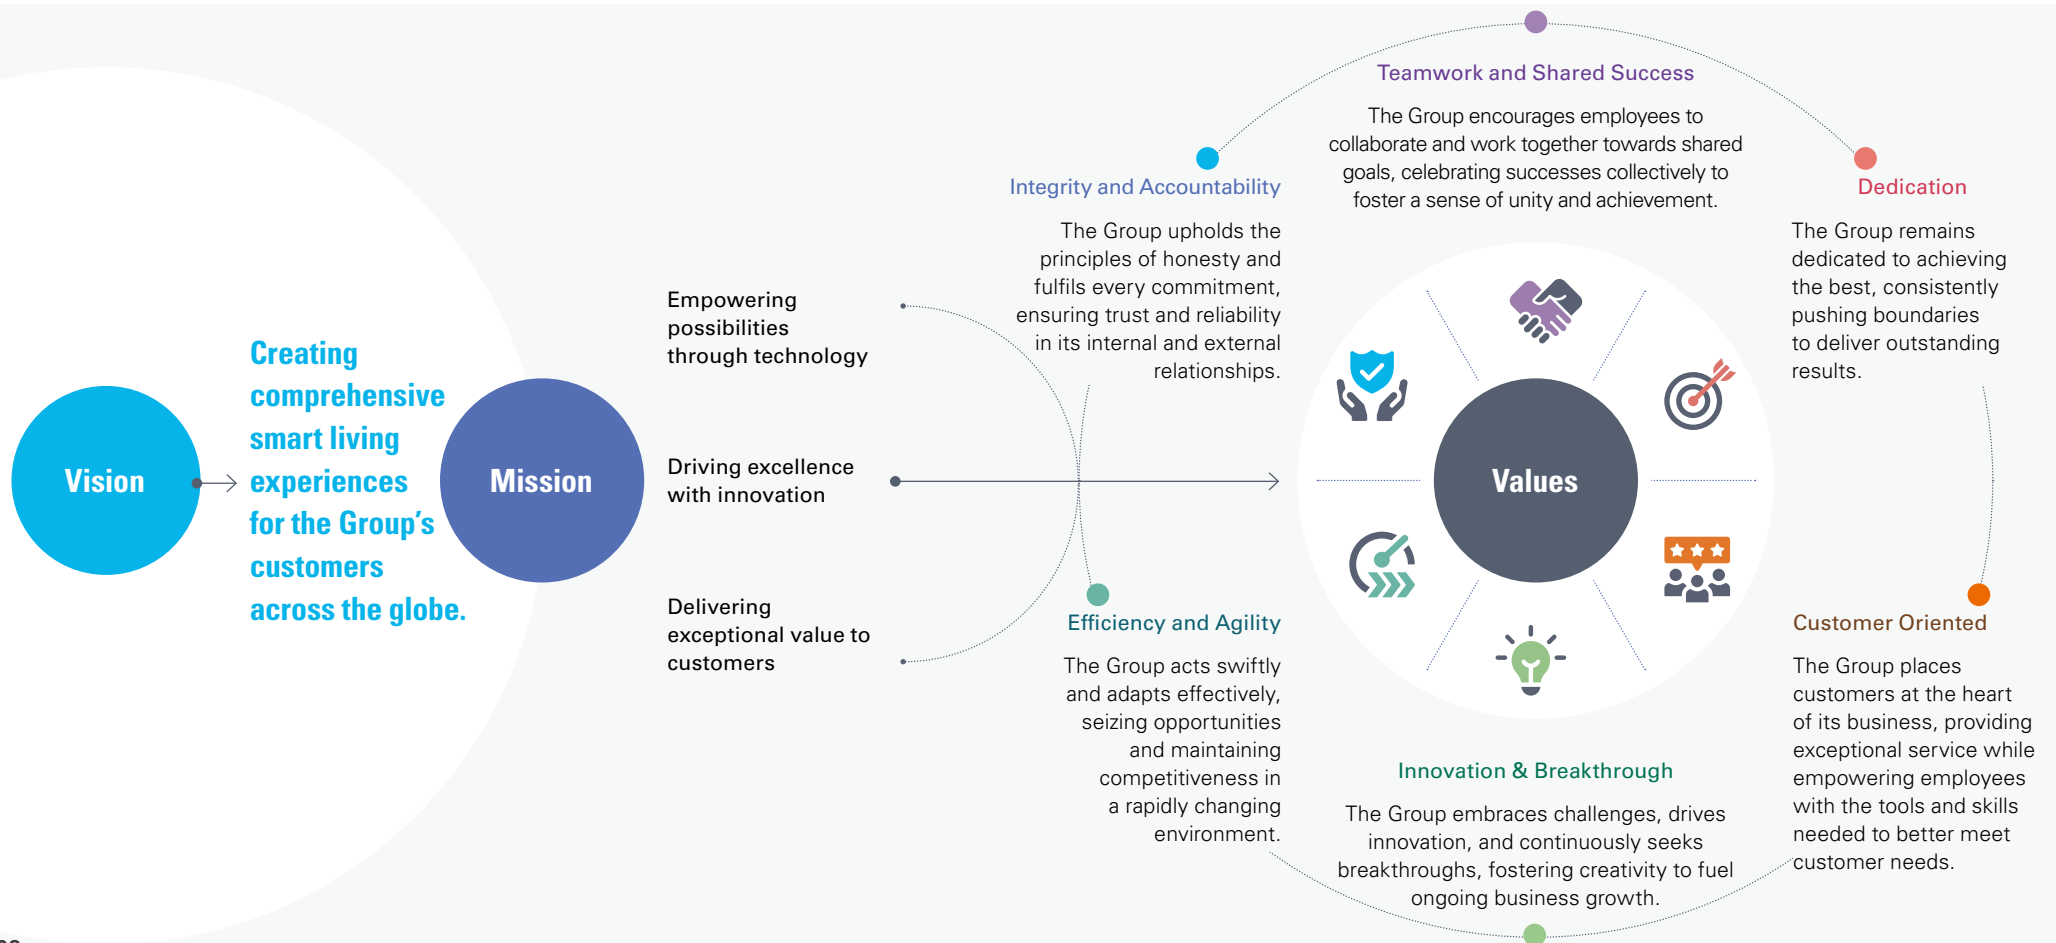 Vision
Creating
comprehensive
smart living
experiences
for the Group’s
customers
across the globe.
Mission
Empowering
possibilities
through technology
Driving excellence
with innovation
Delivering
exceptional value to
customers
Teamwork and Shared Success
The Group encourages employees to
collaborate and work together towards shared
goals, celebrating successes collectively to
foster a sense of unity and achievement.
Integrity and Accountability
The Group upholds the
principles of honesty and
fulfils every commitment,
ensuring trust and reliability
in its internal and external
relationships.
Dedication
The Group remains
dedicated to achieving
the best, consistently
pushing boundaries
to deliver outstanding
results.
Values
Efficiency and Agility
The Group acts swiftly
and adapts effectively,
seizing opportunities
and maintaining
competitiveness in
a rapidly changing
environment.
Customer Oriented
The Group places
customers at the heart
of its business, providing
exceptional service while
empowering employees
with the tools and skills
needed to better meet
customer needs.
Innovation & Breakthrough
The Group embraces challenges, drives
innovation, and continuously seeks
breakthroughs, fostering creativity to fuel
ongoing business growth.